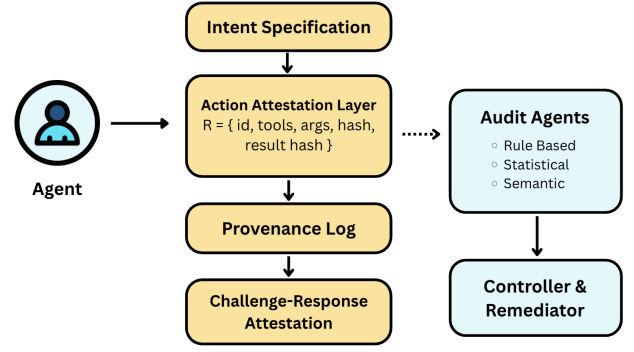 Intent Specification
Agent
Action Attestation Layer
R = { id, tools, args, hash,
result hash }
Provenance Log
Challenge-Response
Attestation
Audit Agents
Rule Based
Statistical
Semantic
Controller &
Remediator